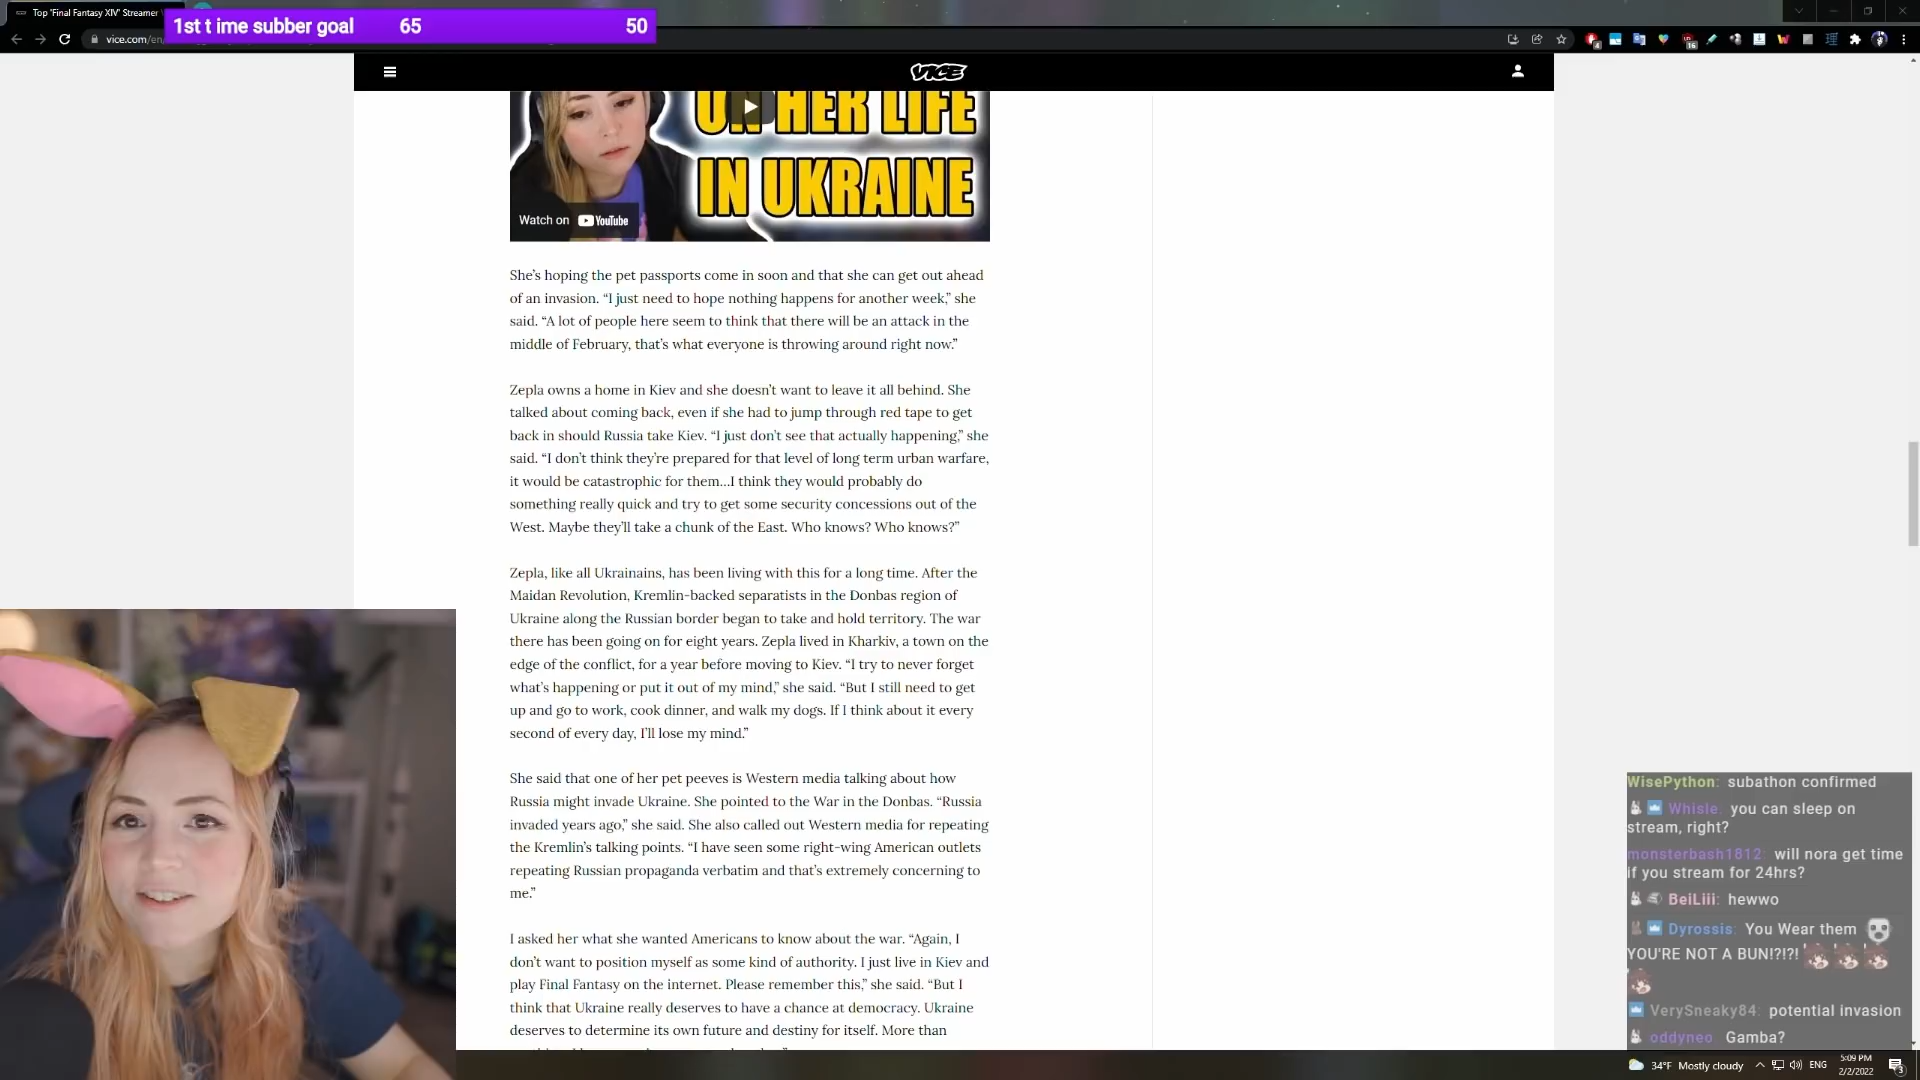 Top 'Final Fantasy XIV' Streamer
1st t ime subber goal 65 50
vice.com/en
4
16
VICE
ON HER LIFE
IN UKRAINE
Watch on YouTube
She's hoping the pet passports come in soon and that she can get out ahead
of an invasion. “I just need to hope nothing happens for another week,” she
said. “A lot of people here seem to think that there will be an attack in the
middle of February, that's what everyone is throwing around right now.”
Zepla owns a home in Kiev and she doesn't want to leave it all behind. She
talked about coming back, even if she had to jump through red tape to get
back in should Russia take Kiev. “I just don't see that actually happening,” she
said. “I don't think they're prepared for that level of long term urban warfare,
it would be catastrophic for them…I think they would probably do
something really quick and try to get some security concessions out of the
West. Maybe they'll take a chunk of the East. Who knows? Who knows?”
Zepla, like all Ukrainains, has been living with this for a long time. After the
Maidan Revolution, Kremlin-backed separatists in the Donbas region of
Ukraine along the Russian border began to take and hold territory. The war
there has been going on for eight years. Zepla lived in Kharkiv, a town on the
edge of the conflict, for a year before moving to Kiev. “I try to never forget
what's happening or put it out of my mind,” she said. “But I still need to get
up and go to work, cook dinner, and walk my dogs. If I think about it every
second of every day, I'll lose my mind.”
She said that one of her pet peeves is Western media talking about how
Russia might invade Ukraine. She pointed to the War in the Donbas. “Russia
invaded years ago,” she said. She also called out Western media for repeating
the Kremlin's talking points. “I have seen some right-wing American outlets
repeating Russian propaganda verbatim and that's extremely concerning to
me.”
I asked her what she wanted Americans to know about the war. “Again, I
don't want to position myself as some kind of authority. I just live in Kiev and
play Final Fantasy on the internet. Please remember this,” she said. “But I
think that Ukraine really deserves to have a chance at democracy. Ukraine
deserves to determine its own future and destiny for itself. More than
WisePython: subathon confirmed
Whisle: you can sleep on
stream, right?
monsterbash1812: will nora get time
if you stream for 24hrs?
BeiLiii: hewwo
Dyrossis: You Wear them
YOU'RE NOT A BUN!?!?!
VerySneaky84: potential invasion
oddyneo Gamba?
34°F Mostly cloudy ENG 5:09 PM
2/2/2022
3